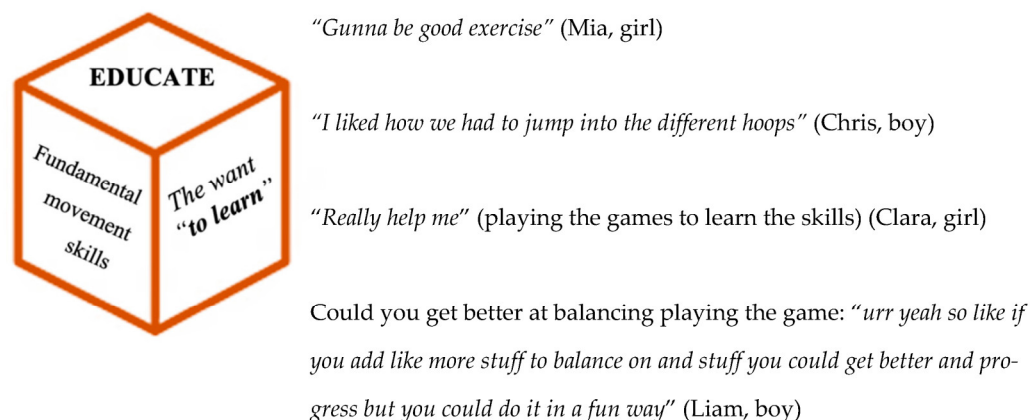 EDUCATE
Fundamental
movement
skills
The want
“to learn”
“Gunna be good exercise” (Mia, girl)
“I liked how we had to jump into the different hoops” (Chris, boy)
“Really help me” (playing the games to learn the skills) (Clara, girl)
Could you get better at balancing playing the game: “urr yeah so like if
you add like more stuff to balance on and stuff you could get better and pro-
gress but you could do it in a fun way” (Liam, boy)